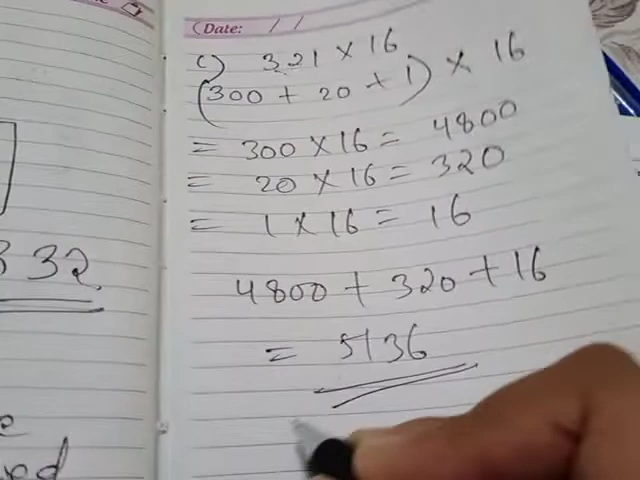 Date: / /
c) 321 × 16
(300 + 20 + 1) × 16
= 300 × 16 = 4800
= 20 × 16 = 320
= 1 × 16 = 16
332
4800 + 320 + 16
= 5136